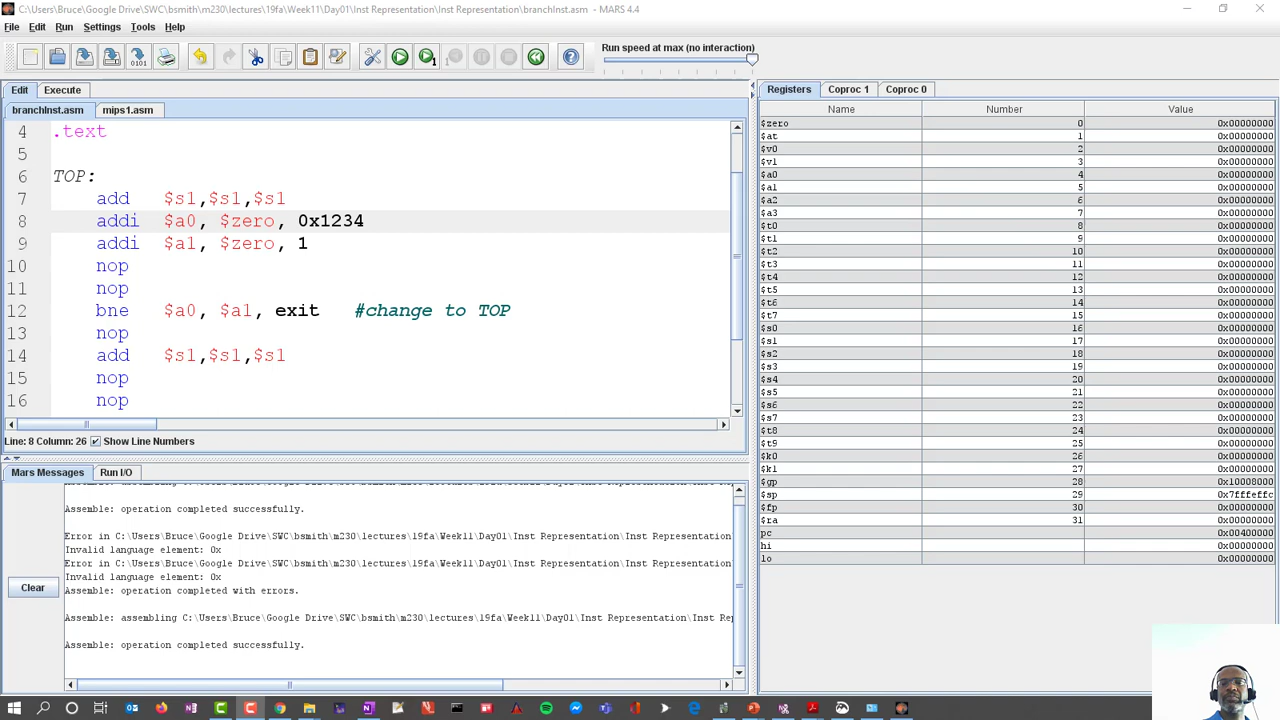 C:\Users\Bruce\Google Drive\SWC\bsmith\m230\lectures\19fa\Week11\Day01\Inst Representation\Inst Representation\branchInst.asm - MARS 4.4
File Edit Run Settings Tools Help
Run speed at max (no interaction)
Edit Execute
branchInst.asm mips1.asm
4 .text
5
6 TOP:
7 add $s1,$s1,$s1
8 addi $a0, $zero, 0x1234
9 addi $a1, $zero, 1
10 nop
11 nop
12 bne $a0, $a1, exit #change to TOP
13 nop
14 add $s1,$s1,$s1
15 nop
16 nop
Line: 8 Column: 26 Show Line Numbers
Mars Messages Run I/O
Assemble: operation completed successfully.
Error in C:\Users\Bruce\Google Drive\SWC\bsmith\m230\lectures\19fa\Week11\Day01\Inst Representation\Inst Representation\
Invalid language element: 0x
Error in C:\Users\Bruce\Google Drive\SWC\bsmith\m230\lectures\19fa\Week11\Day01\Inst Representation\Inst Representation\
Invalid language element: 0x
Assemble: operation completed with errors.
Assemble: assembling C:\Users\Bruce\Google Drive\SWC\bsmith\m230\lectures\19fa\Week11\Day01\Inst Representation\Inst Rep
Assemble: operation completed successfully.
Clear
Registers Coproc 1 Coproc 0
Name Number Value
$zero 0 0x00000000
$at 1 0x00000000
$v0 2 0x00000000
$v1 3 0x00000000
$a0 4 0x00000000
$a1 5 0x00000000
$a2 6 0x00000000
$a3 7 0x00000000
$t0 8 0x00000000
$t1 9 0x00000000
$t2 10 0x00000000
$t3 11 0x00000000
$t4 12 0x00000000
$t5 13 0x00000000
$t6 14 0x00000000
$t7 15 0x00000000
$s0 16 0x00000000
$s1 17 0x00000000
$s2 18 0x00000000
$s3 19 0x00000000
$s4 20 0x00000000
$s5 21 0x00000000
$s6 22 0x00000000
$s7 23 0x00000000
$t8 24 0x00000000
$t9 25 0x00000000
$k0 26 0x00000000
$k1 27 0x00000000
$gp 28 0x10008000
$sp 29 0x7fffeffc
$fp 30 0x00000000
$ra 31 0x00000000
pc 0x00400000
hi 0x00000000
lo 0x00000000